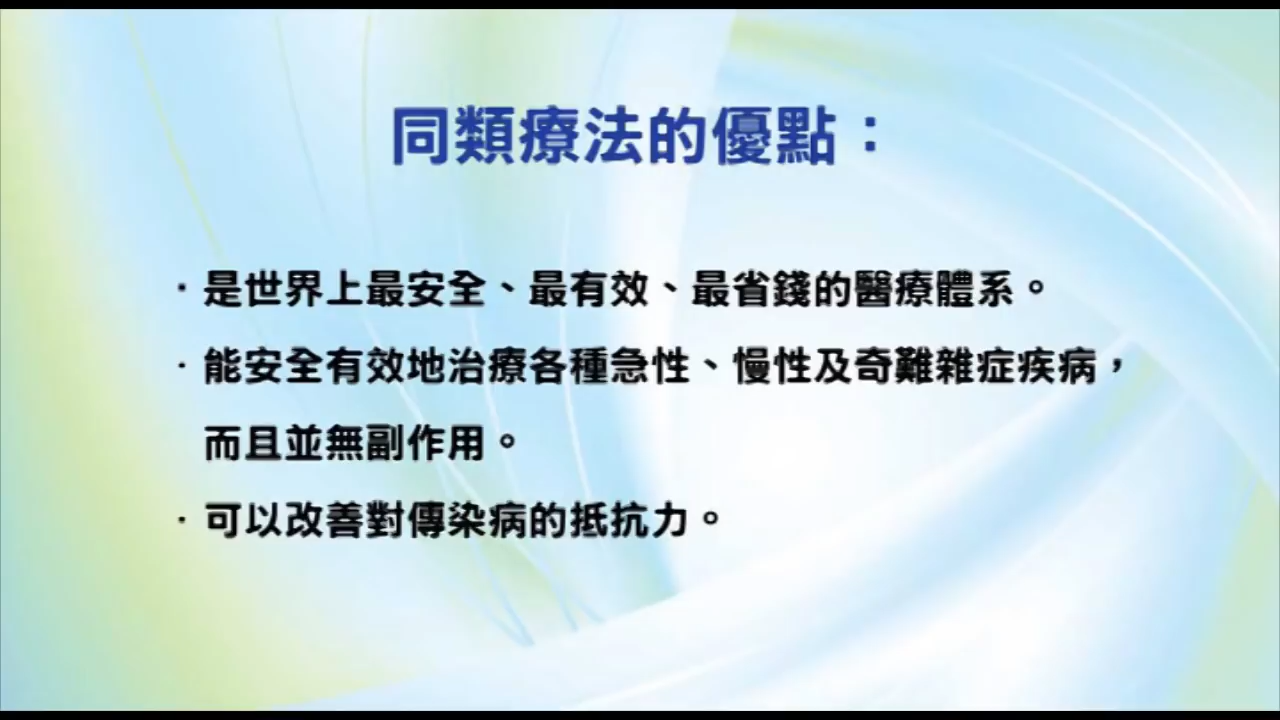 同類療法的優點：
·是世界上最安全、最有效、最省錢的醫療體系。
·能安全有效地治療各種急性、慢性及奇難雜症疾病，
而且並無副作用。
·可以改善對傳染病的抵抗力。